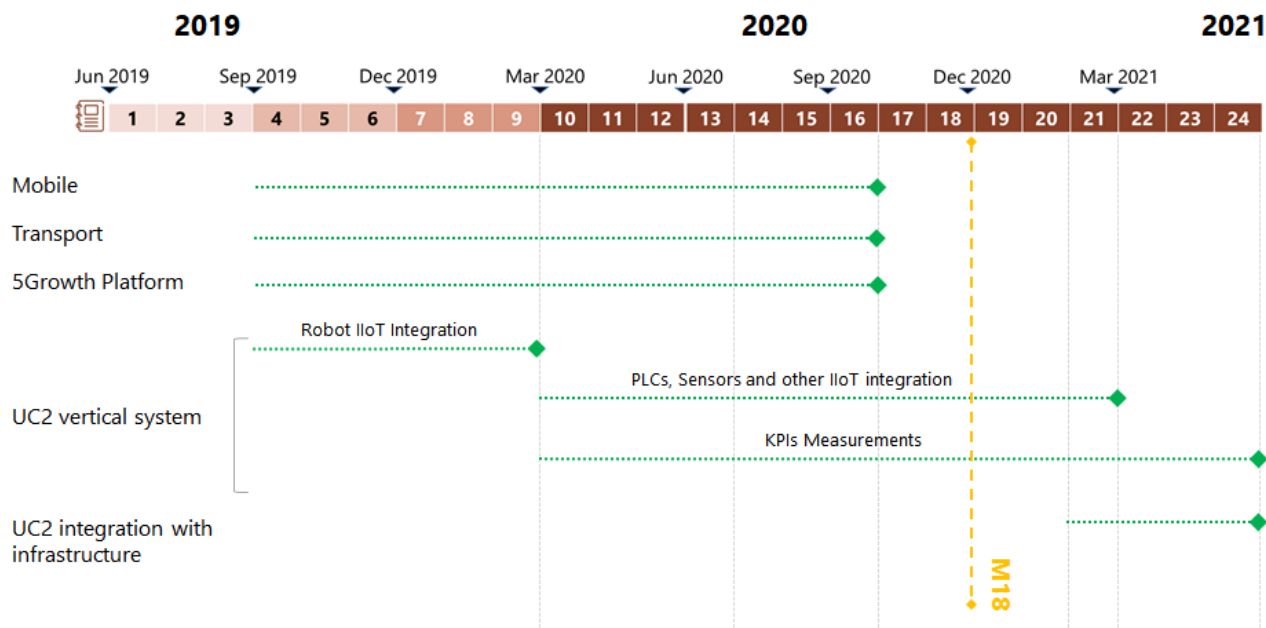 2019 2020 2021
Jun 2019 Sep 2019 Dec 2019 Mar 2020 Jun 2020 Sep 2020 Dec 2020 Mar 2021
1 2 3 4 5 6 7 8 9 10 11 12 13 14 15 16 17 18 19 20 21 22 23 24
Mobile
Transport
5Growth Platform
Robot IIoT Integration
PLCs, Sensors and other IIoT integration
UC2 vertical system
KPIs Measurements
UC2 integration with
infrastructure
M18